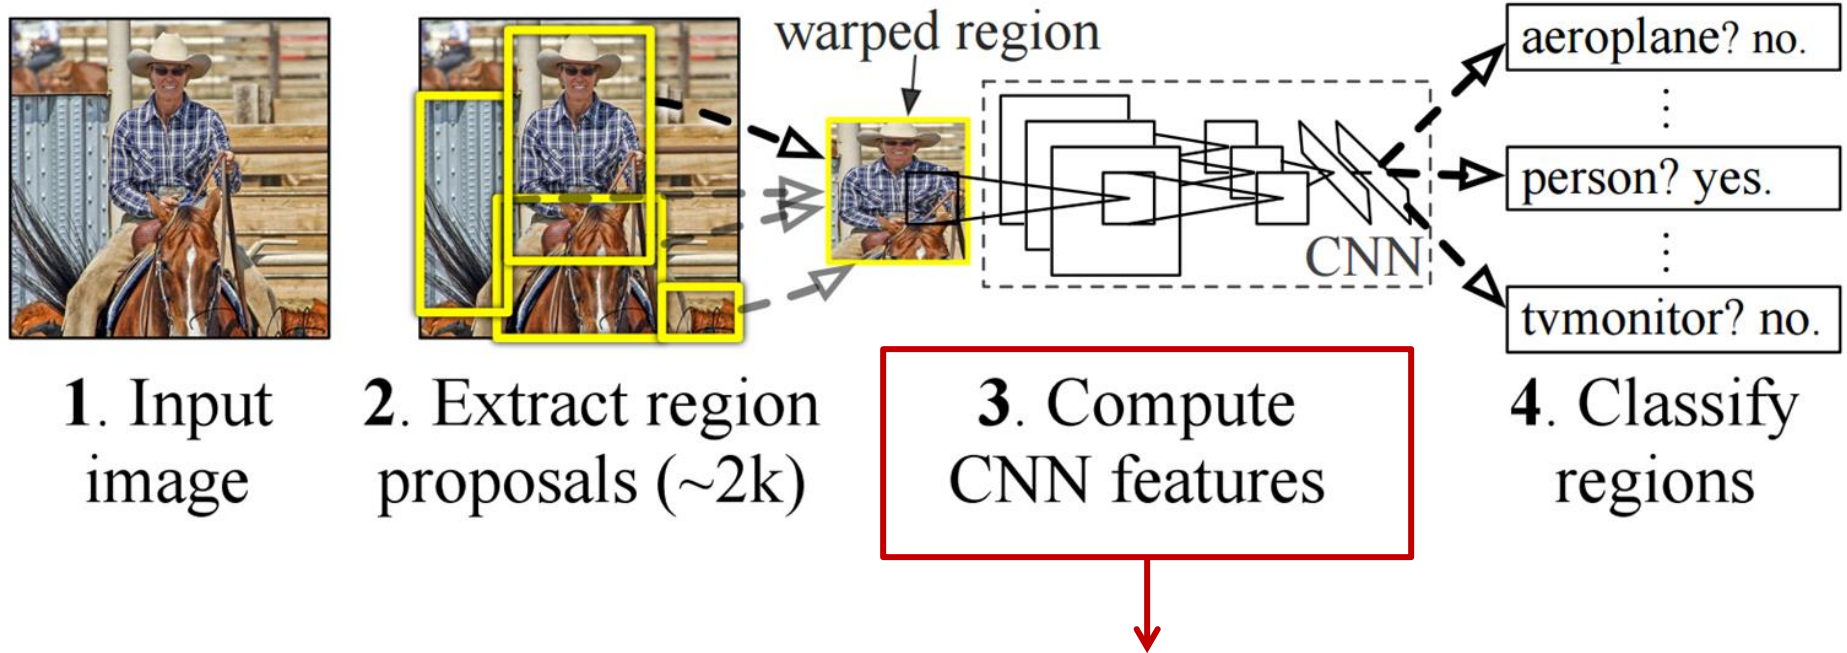 warped region
aeroplane? no.
person? yes.
CNN
tvmonitor? no.
1. Input
image
2. Extract region
proposals (~2k)
3. Compute
CNN features
4. Classify
regions